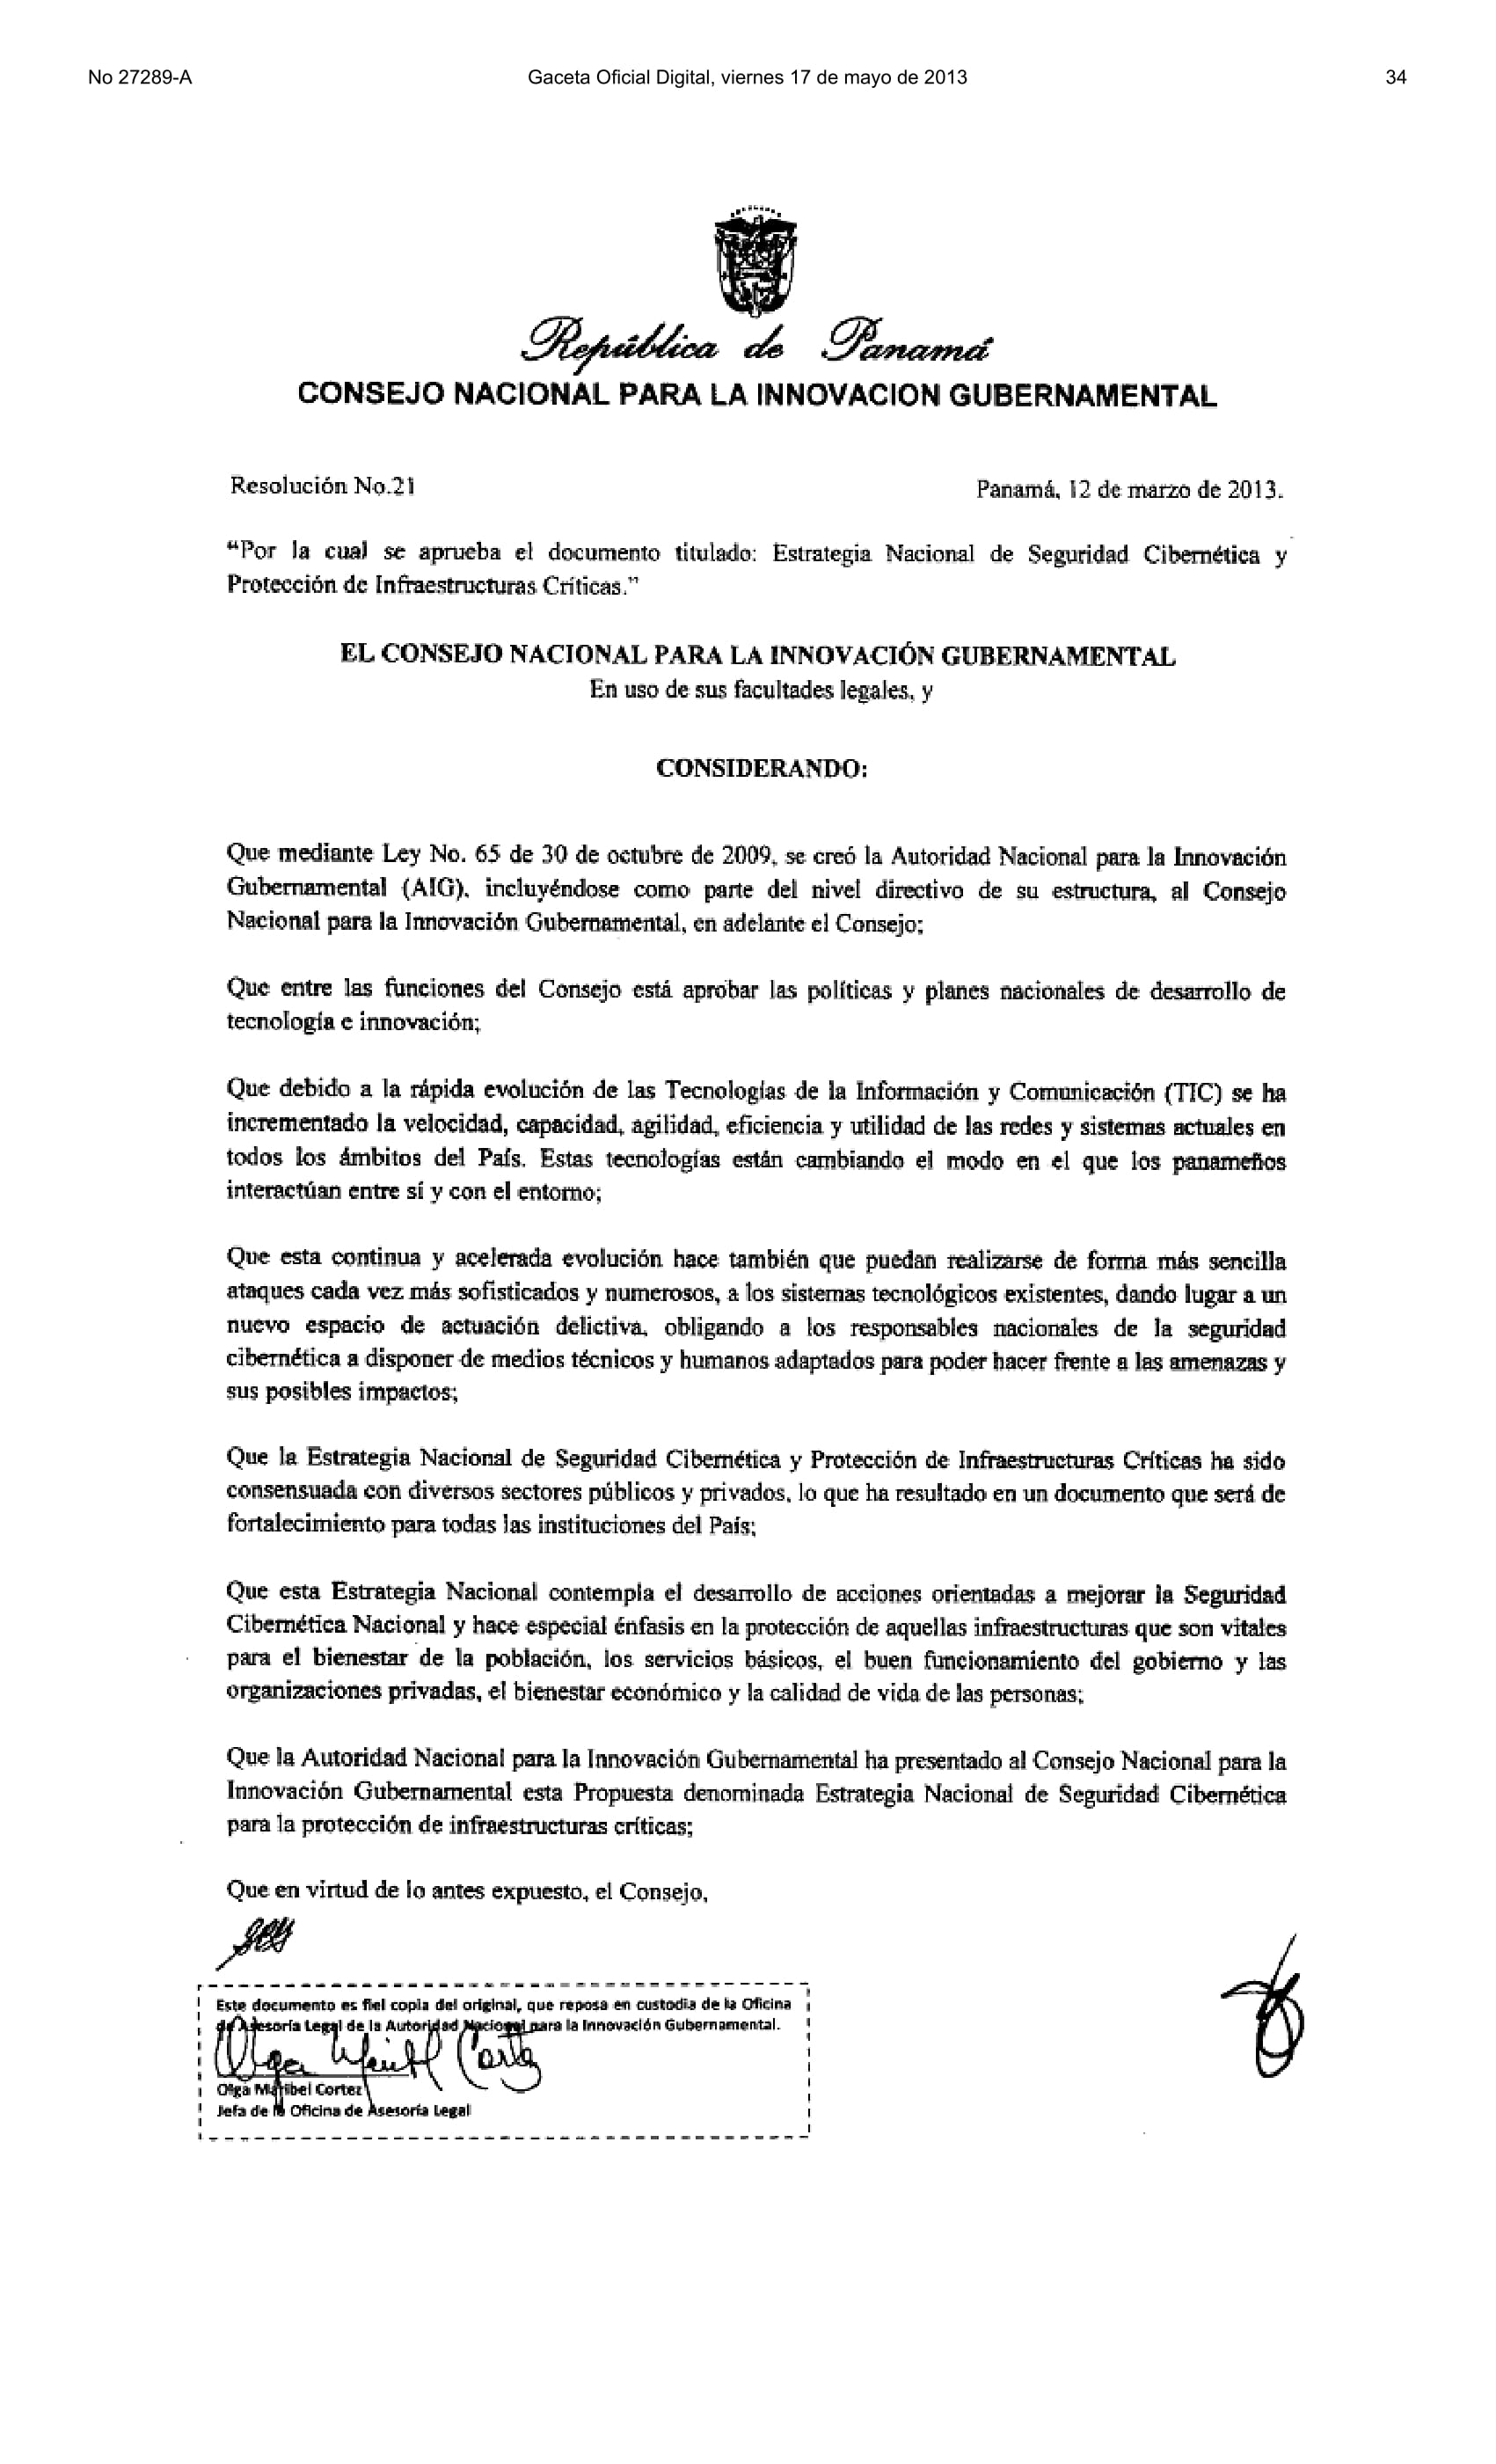 No 27289-A
Gaceta Oficial Digital, viernes 17 de mayo de 2013
34
República de Panamá
CONSEJO NACIONAL PARA LA INNOVACION GUBERNAMENTAL
Resolución No.21
Panamá, 12 de marzo de 2013.
“Por la cual se aprueba el documento titulado: Estrategia Nacional de Seguridad Cibernética y
Protección de Infraestructuras Críticas.”
EL CONSEJO NACIONAL PARA LA INNOVACIÓN GUBERNAMENTAL
En uso de sus facultades legales, y
CONSIDERANDO:
Que mediante Ley No. 65 de 30 de octubre de 2009, se creó la Autoridad Nacional para la Innovación
Gubernamental (AIG), incluyéndose como parte del nivel directivo de su estructura, al Consejo
Nacional para la Innovación Gubernamental, en adelante el Consejo;
Que entre las funciones del Consejo está aprobar las políticas y planes nacionales de desarrollo de
tecnología e innovación;
Que debido a la rápida evolución de las Tecnologías de la Información y Comunicación (TIC) se ha
incrementado la velocidad, capacidad, agilidad, eficiencia y utilidad de las redes y sistemas actuales en
todos los ámbitos del País. Estas tecnologías están cambiando el modo en el que los panameños
interactúan entre sí y con el entorno;
Que esta continua y acelerada evolución hace también que puedan realizarse de forma más sencilla
ataques cada vez más sofisticados y numerosos, a los sistemas tecnológicos existentes, dando lugar a un
nuevo espacio de actuación delictiva, obligando a los responsables nacionales de la seguridad
cibernética a disponer de medios técnicos y humanos adaptados para poder hacer frente a las amenazas y
sus posibles impactos;
Que la Estrategia Nacional de Seguridad Cibernética y Protección de Infraestructuras Críticas ha sido
consensuada con diversos sectores públicos y privados, lo que ha resultado en un documento que será de
fortalecimiento para todas las instituciones del País;
Que esta Estrategia Nacional contempla el desarrollo de acciones orientadas a mejorar la Seguridad
Cibernética Nacional y hace especial énfasis en la protección de aquellas infraestructuras que son vitales
para el bienestar de la población, los servicios básicos, el buen funcionamiento del gobierno y las
organizaciones privadas, el bienestar económico y la calidad de vida de las personas;
Que la Autoridad Nacional para la Innovación Gubernamental ha presentado al Consejo Nacional para la
Innovación Gubernamental esta Propuesta denominada Estrategia Nacional de Seguridad Cibernética
para la protección de infraestructuras críticas;
Que en virtud de lo antes expuesto, el Consejo,
Este documento es fiel copia del original, que reposa en custodia de la Oficina
de Asesoría Legal de la Autoridad Nacional para la Innovación Gubernamental.
Olga Maribel Cortez
Jefa de la Oficina de Asesoría Legal